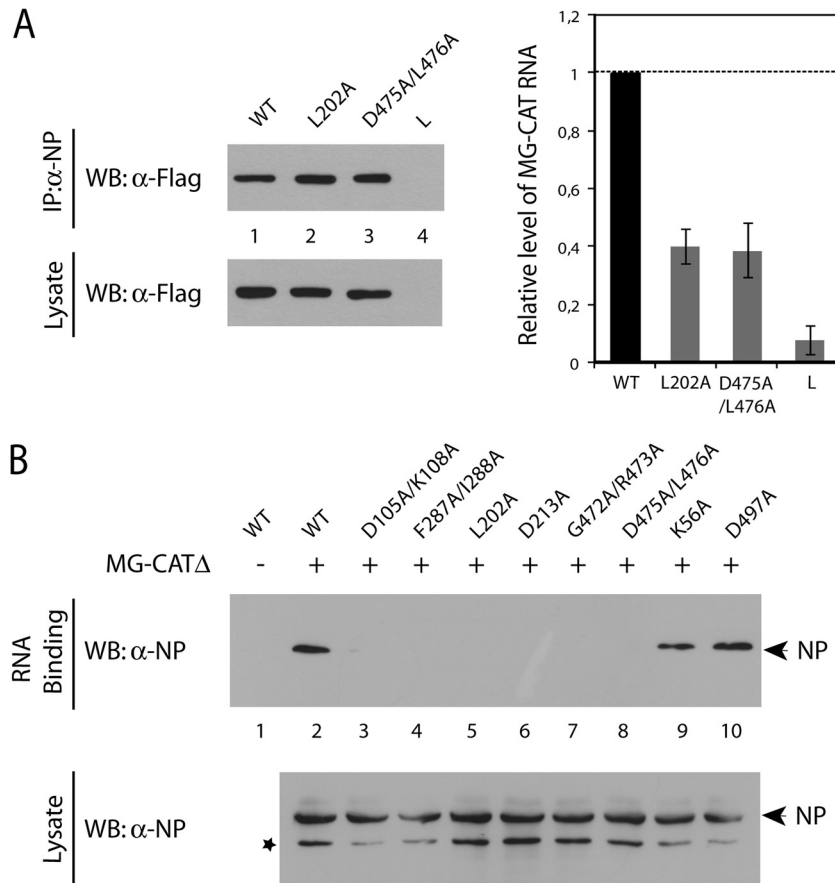 A
WT L202A D475A/L476A L
IP:α-NP
WB: α-Flag
1 2 3 4
Lysate
WB: α-Flag
Relative level of MG-CAT RNA
1,2
1
0,8
0,6
0,4
0,2
0
WT L202A D475A L
/L476A
B
WT WT D105A/K108A F287A/I288A L202A D213A G472A/R473A D475A/L476A K56A D497A
MG-CATΔ - + + + + + + + + +
RNA
Binding
WB: α-NP
NP
1 2 3 4 5 6 7 8 9 10
Lysate
WB: α-NP
NP